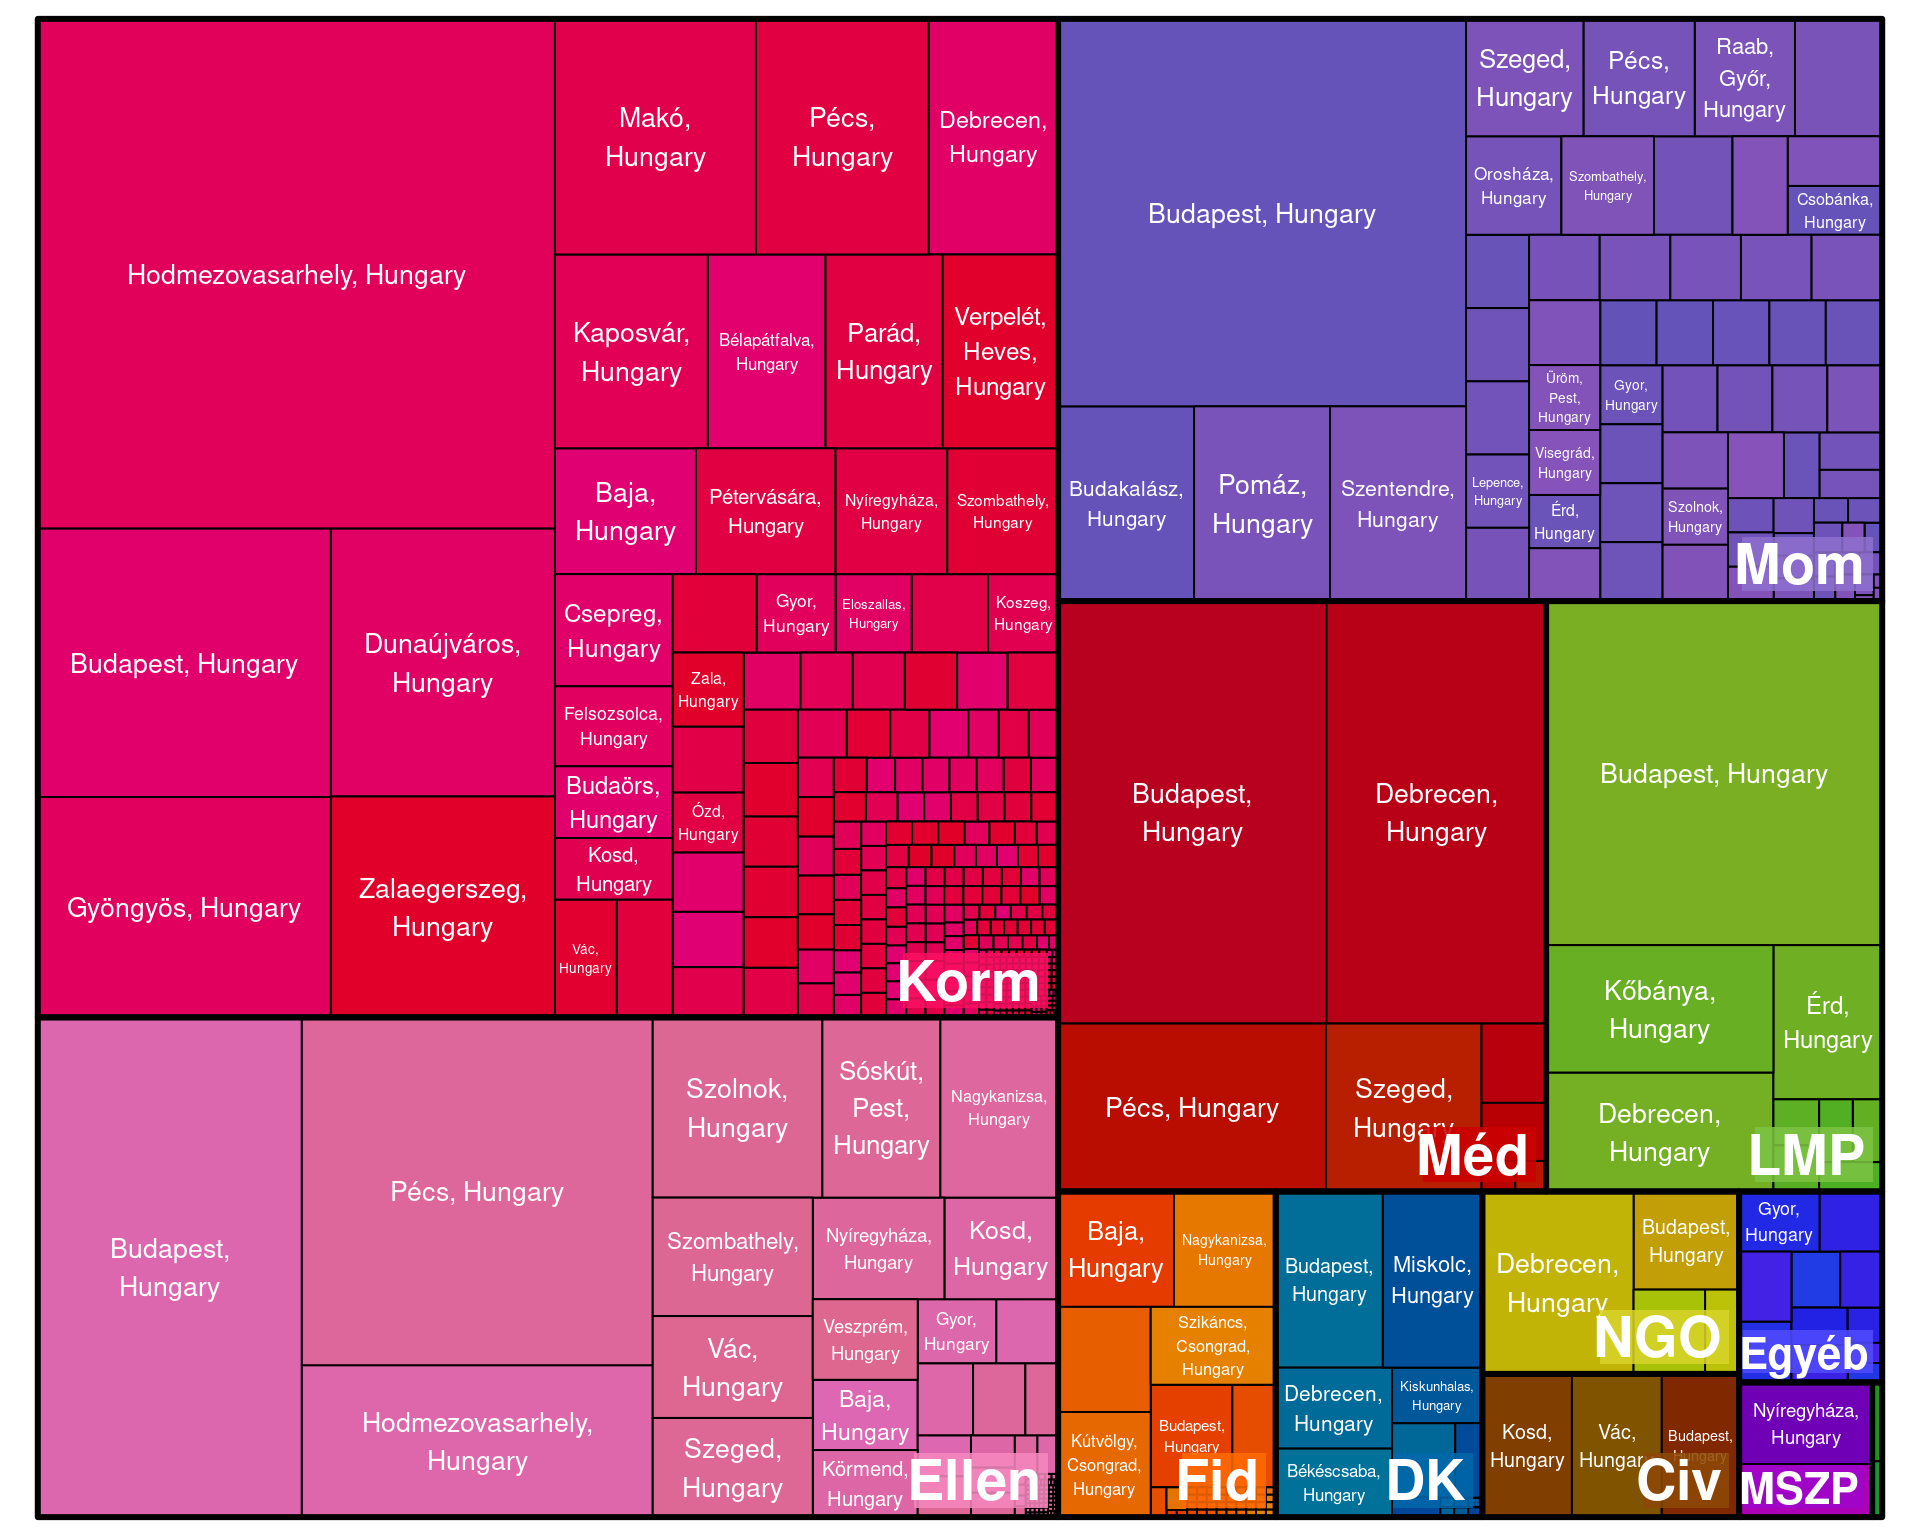 Hodmezovasarhely, Hungary
Makó,
Hungary
Pécs,
Hungary
Debrecen,
Hungary
Kaposvár,
Hungary
Bélapátfalva,
Hungary
Parád,
Hungary
Verpelét,
Heves,
Hungary
Baja,
Hungary
Pétervására,
Hungary
Nyíregyháza,
Hungary
Szombathely,
Hungary
Budapest, Hungary
Dunaújváros,
Hungary
Gyöngyös, Hungary
Zalaegerszeg,
Hungary
Csepreg,
Hungary
Gyor,
Hungary
Eloszallas,
Hungary
Koszeg,
Hungary
Zala,
Hungary
Felsozsolca,
Hungary
Budaörs,
Hungary
Ózd,
Hungary
Kosd,
Hungary
Vác,
Hungary
Korm
Budapest, Hungary
Szeged,
Hungary
Pécs,
Hungary
Raab,
Győr,
Hungary
Orosháza,
Hungary
Szombathely,
Hungary
Csobánka,
Hungary
Budakalász,
Hungary
Pomáz,
Hungary
Szentendre,
Hungary
Üröm,
Pest,
Hungary
Gyor,
Hungary
Visegrád,
Hungary
Lepence,
Hungary
Érd,
Hungary
Szolnok,
Hungary
Mom
Budapest,
Hungary
Debrecen,
Hungary
Pécs, Hungary
Szeged,
Hungary
Méd
Budapest, Hungary
Kőbánya,
Hungary
Érd,
Hungary
Debrecen,
Hungary
LMP
Budapest,
Hungary
Pécs, Hungary
Hodmezovasarhely,
Hungary
Szolnok,
Hungary
Sóskút,
Pest,
Hungary
Nagykanizsa,
Hungary
Szombathely,
Hungary
Nyíregyháza,
Hungary
Kosd,
Hungary
Vác,
Hungary
Veszprém,
Hungary
Gyor,
Hungary
Baja,
Hungary
Szeged,
Hungary
Körmend,
Hungary
Ellen
Baja,
Hungary
Nagykanizsa,
Hungary
Szikáncs,
Csongrad,
Hungary
Kútvölgy,
Csongrad,
Hungary
Budapest,
Hungary
Fid
Budapest,
Hungary
Miskolc,
Hungary
Debrecen,
Hungary
Kiskunhalas,
Hungary
Békéscsaba,
Hungary
DK
Debrecen,
Hungary
Budapest,
Hungary
NGO
Kosd,
Hungary
Vác,
Hungary
Budapest,
Hungary
Civ
Gyor,
Hungary
Egyéb
Nyíregyháza,
Hungary
MSZP